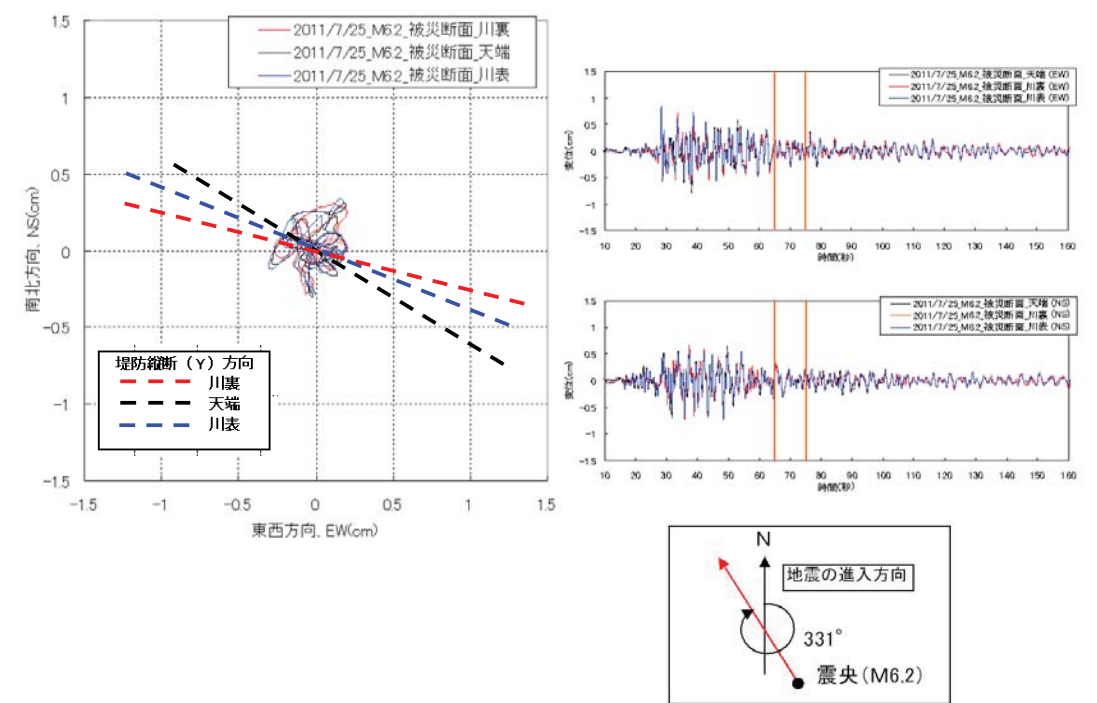 2011/7/25_M6.2_被災断面_川裏
2011/7/25_M6.2_被災断面_天端
2011/7/25_M6.2_被災断面_川表
1.5
1
0.5
0
-0.5
-1
-1.5
南北方向, NS(cm)
堤防縦断（Y）方向
川裏
天端
川表
-1.5
-1
-0.5
0
0.5
1
1.5
東西方向, EW(cm)
2011/7/25_M6.2_被災断面_天端(EW)
2011/7/25_M6.2_被災断面_川裏(EW)
2011/7/25_M6.2_被災断面_川表(EW)
1.5
1
0.5
0
-0.5
-1
-1.5
変位(cm)
10 20 30 40 50 60 70 80 90 100 110 120 130 140 150 160
時間(秒)
2011/7/25_M6.2_被災断面_天端(NS)
2011/7/25_M6.2_被災断面_川裏(NS)
2011/7/25_M6.2_被災断面_川表(NS)
1.5
1
0.5
0
-0.5
-1
-1.5
変位(cm)
10 20 30 40 50 60 70 80 90 100 110 120 130 140 150 160
時間(秒)
N
地震の進入方向
331°
震央(M6.2)